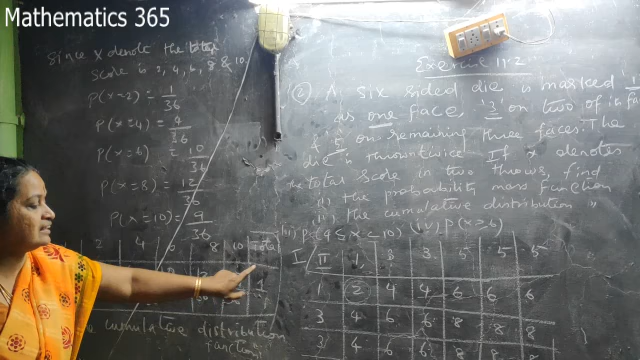 Mathematics 365
Since x denote the total
score is 2, 4, 6, 8 & 10.
P(x=2) = 1/36
P(x=4) = 4/36
P(x=6) = 10/36
P(x=8) = 12/36
P(x=10) = 9/36
2 4 6 8 10 Total
cumulative distribution
function
Exercise 11.2
② A six sided die is marked '1'
on one face, '3' on two of its
& 5 on remaining three faces. The
die is thrown twice. If x denotes
the total score in two throws, find
the probability mass function
(ii) the cumulative distribution
(iii) P(4 ≤ x < 10) (iv) P(x ≥ 6)
I/II 1 3 3 5 5 5
1 2 4 4 6 6 6
3 4 6 6 8 8 8
3 4 6 6 8 8 8